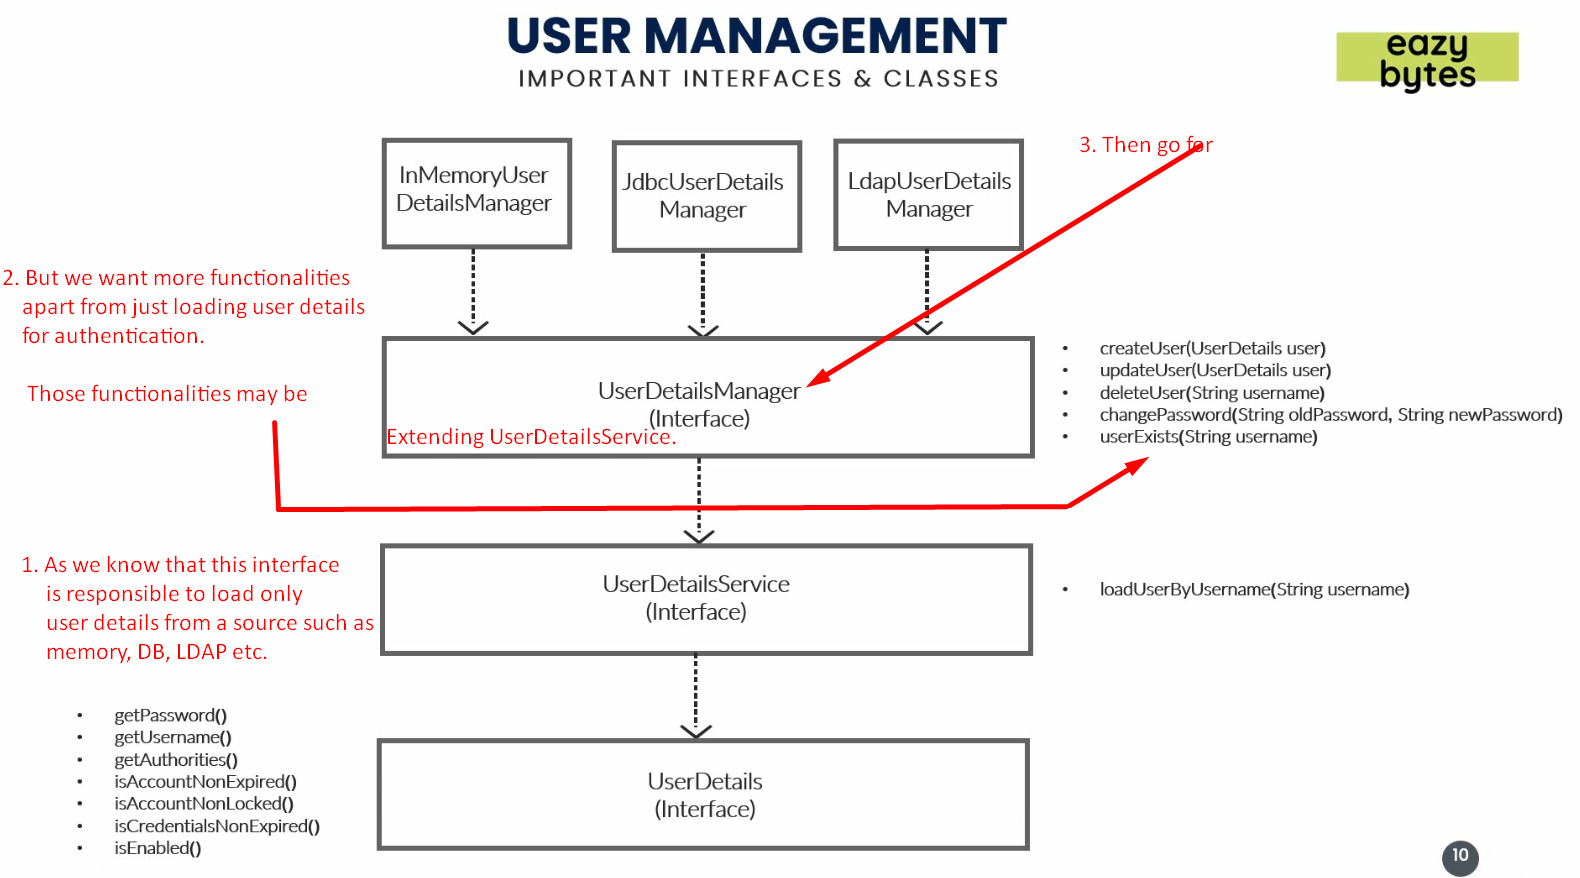 USER MANAGEMENT
IMPORTANT INTERFACES & CLASSES
eazy
bytes
InMemoryUser
DetailsManager
JdbcUserDetails
Manager
LdapUserDetails
Manager
3. Then go for
2. But we want more functionalities
apart from just loading user details
for authentication.
Those functionalities may be
UserDetailsManager
(Interface)
Extending UserDetailsService.
• createUser(UserDetails user)
• updateUser(UserDetails user)
• deleteUser(String username)
• changePassword(String oldPassword, String newPassword)
• userExists(String username)
1. As we know that this interface
is responsible to load only
user details from a source such as
memory, DB, LDAP etc.
UserDetailsService
(Interface)
• loadUserByUsername(String username)
• getPassword()
• getUsername()
• getAuthorities()
• isAccountNonExpired()
• isAccountNonLocked()
• isCredentialsNonExpired()
• isEnabled()
UserDetails
(Interface)
10